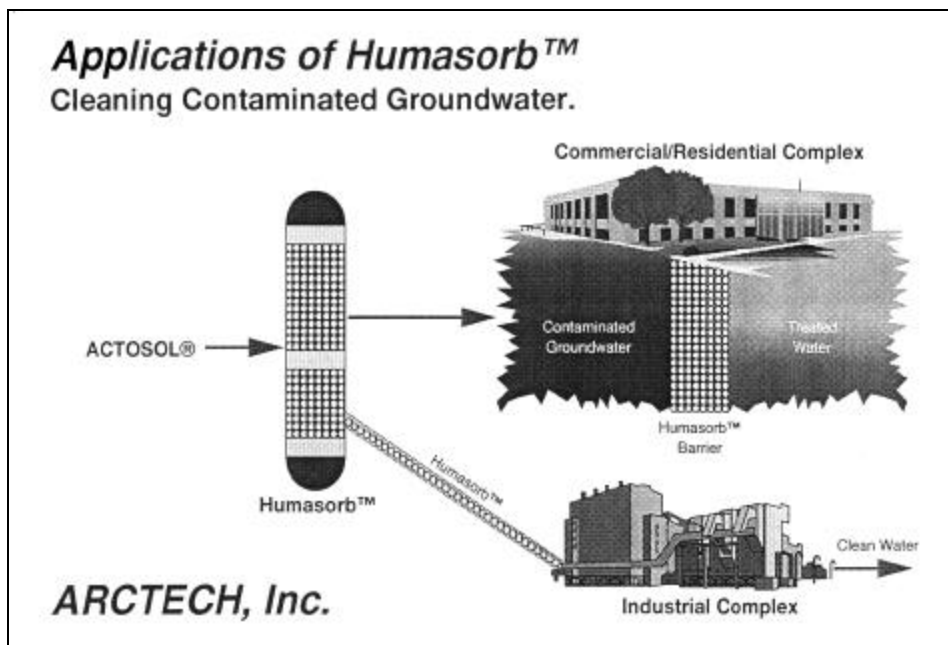 Applications of Humasorb™
Cleaning Contaminated Groundwater.
Commercial/Residential Complex
Contaminated
Groundwater
Treated
Water
ACTOSOL®
Humasorb™
Barrier
Humasorb™
Humasorb™
Clean Water
Industrial Complex
ARCTECH, Inc.